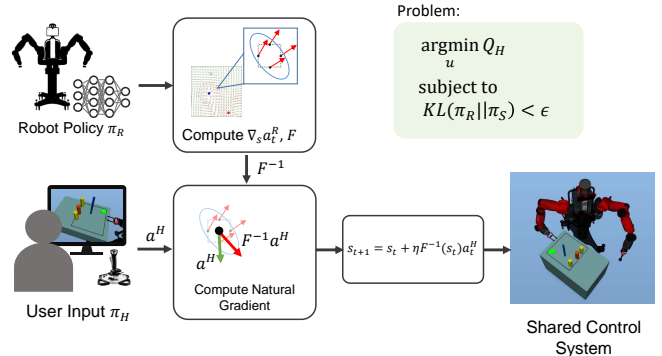 Problem:
argmin Q_H
u
subject to
KL(π_R||π_S) < ϵ
Robot Policy π_R
Compute ∇_s a_t^R, F
F^{-1}
a^H
F^{-1}a^H
a^H
Compute Natural
Gradient
s_{t+1} = s_t + ηF^{-1}(s_t)a_t^H
User Input π_H
Shared Control
System